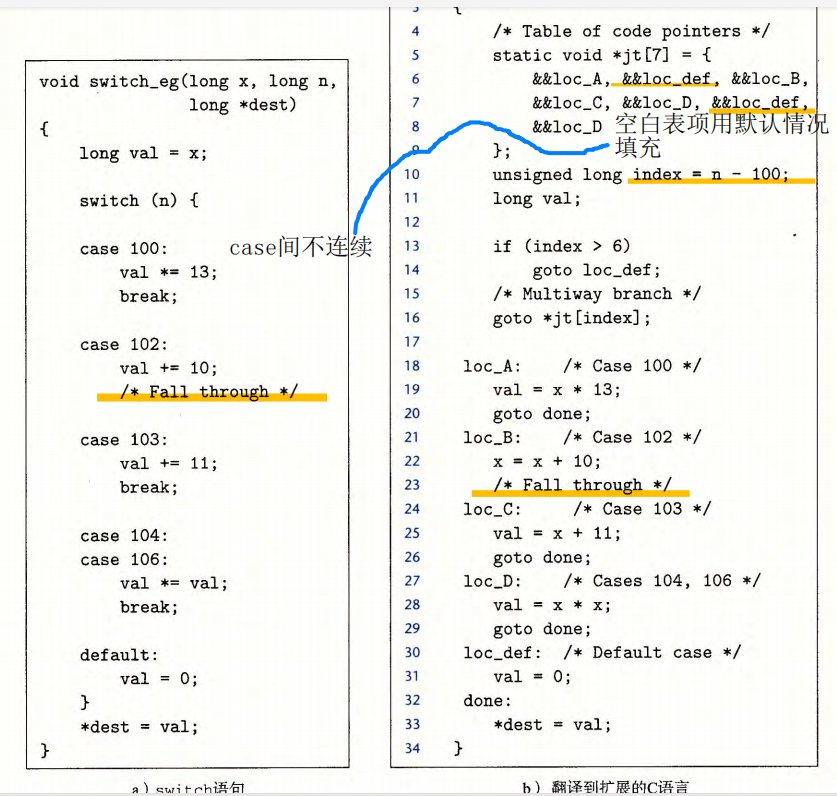 void switch_eg(long x, long n,
long *dest)
{
long val = x;
switch (n) {
case 100:
val *= 13;
break;
case 102:
val += 10;
/* Fall through */
case 103:
val += 11;
break;
case 104:
case 106:
val *= val;
break;
default:
val = 0;
}
*dest = val;
}
a) switch语句
case间不连续
3 {
4 /* Table of code pointers */
5 static void *jt[7] = {
6 &&loc_A, &&loc_def, &&loc_B,
7 &&loc_C, &&loc_D, &&loc_def,
8 &&loc_D
空白表项用默认情况
填充
9 };
10 unsigned long index = n - 100;
11 long val;
12
13 if (index > 6)
14 goto loc_def;
15 /* Multiway branch */
16 goto *jt[index];
17
18 loc_A: /* Case 100 */
19 val = x * 13;
20 goto done;
21 loc_B: /* Case 102 */
22 x = x + 10;
23 /* Fall through */
24 loc_C: /* Case 103 */
25 val = x + 11;
26 goto done;
27 loc_D: /* Cases 104, 106 */
28 val = x * x;
29 goto done;
30 loc_def: /* Default case */
31 val = 0;
32 done:
33 *dest = val;
34 }
b) 翻译到扩展的C语言